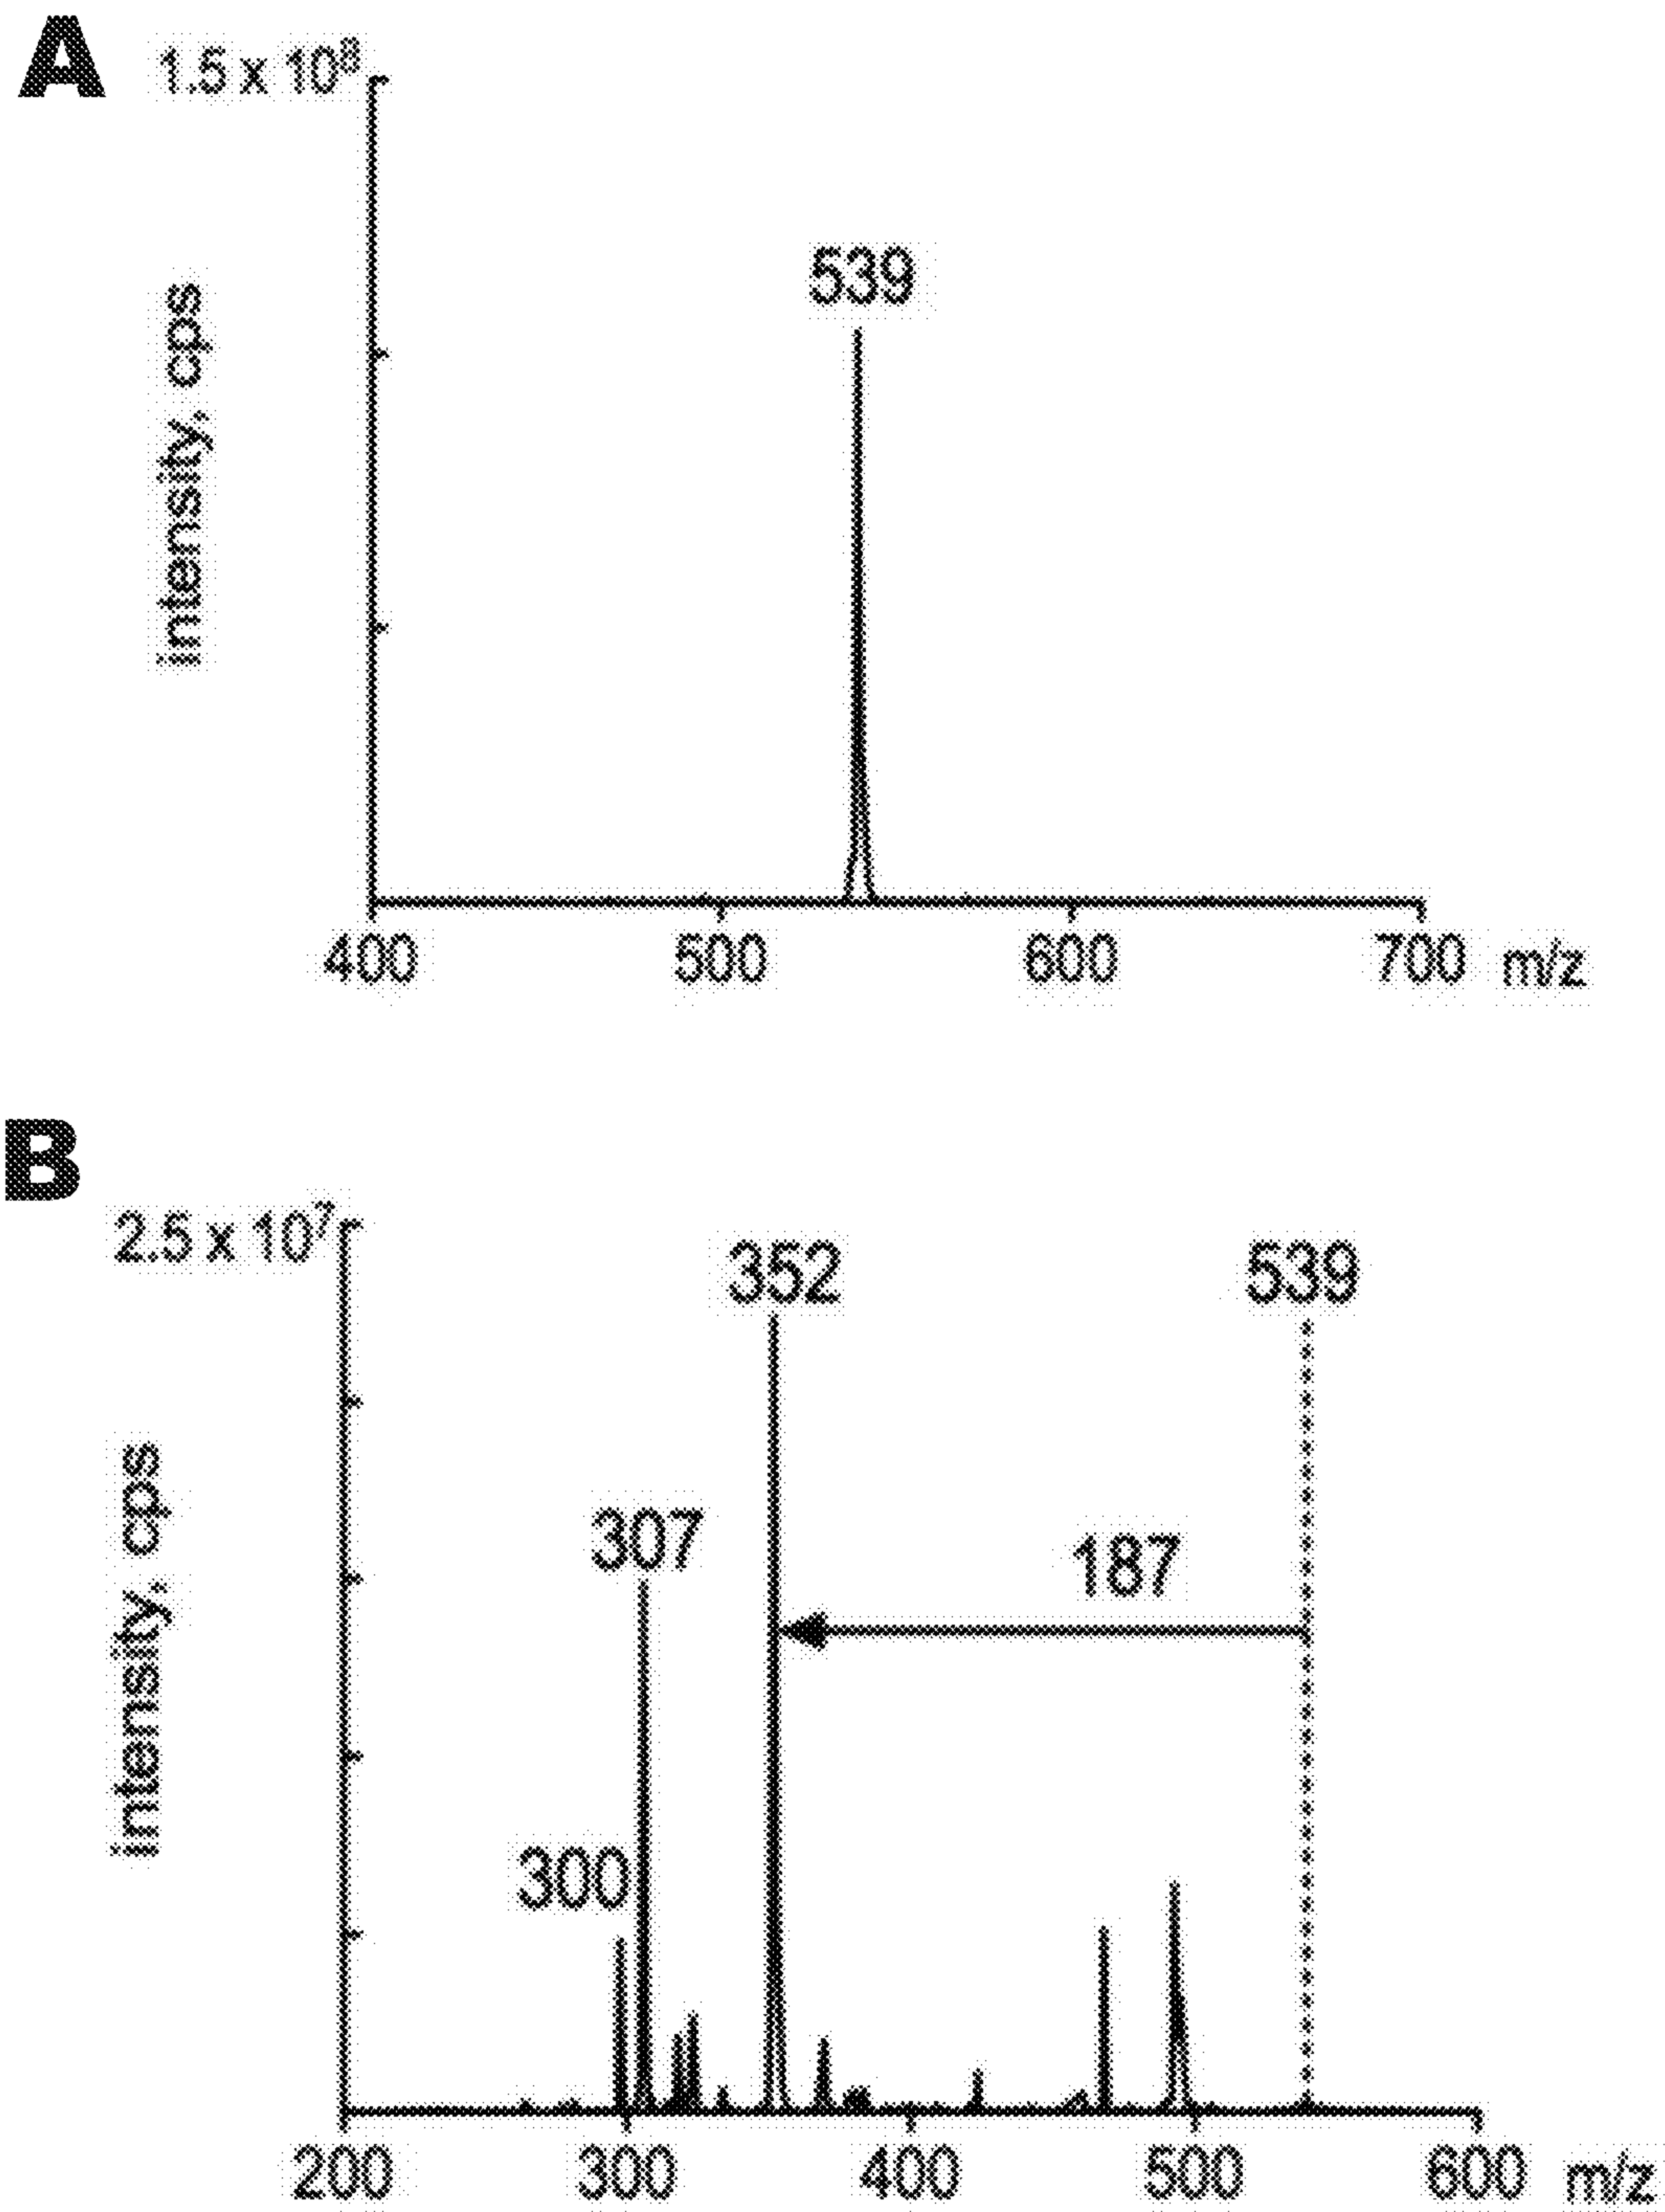 A
1.5 x 10⁸
intensity, cps
539
400 500 600 700 m/z
B
2.5 x 10⁷
intensity, cps
352 539
307 187
300
200 300 400 500 600 m/z